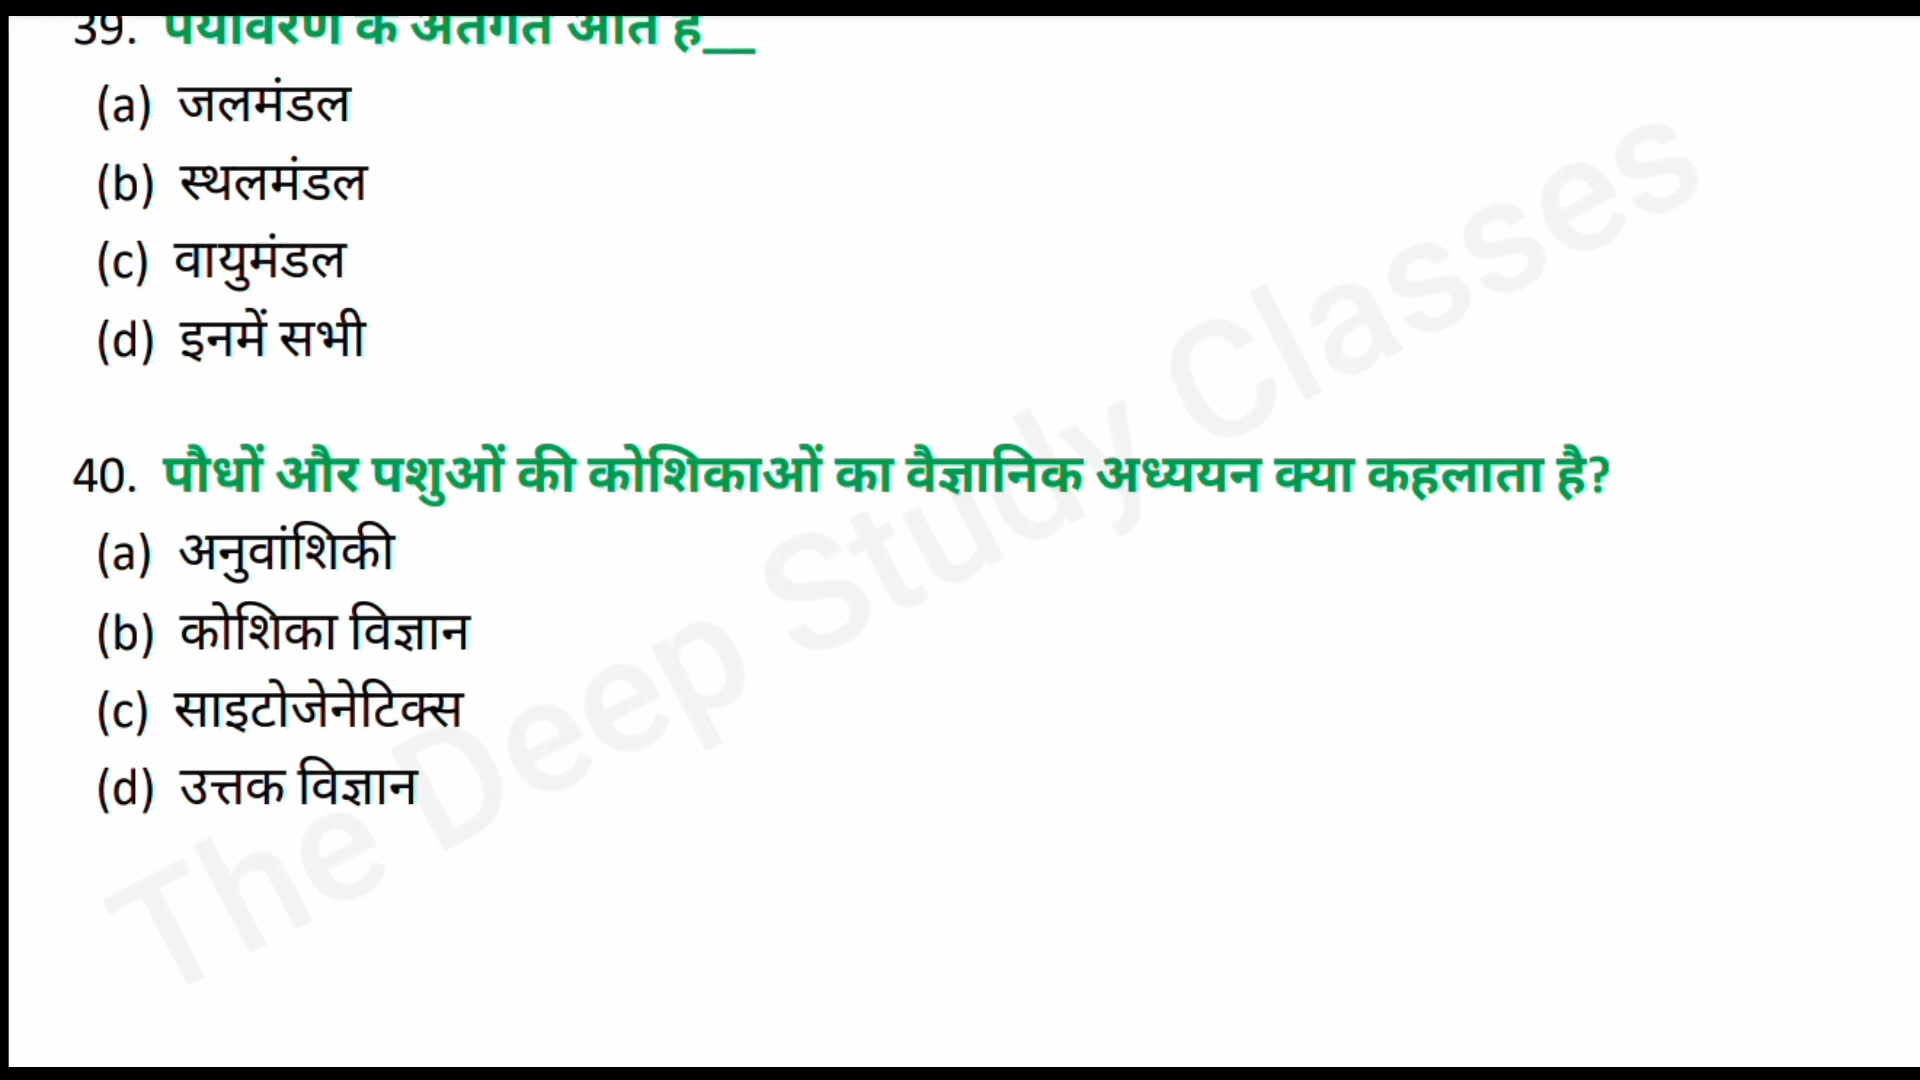 39. पर्यावरण के अंतर्गत आते हैं__
(a) जलमंडल
(b) स्थलमंडल
(c) वायुमंडल
(d) इनमें सभी
40. पौधों और पशुओं की कोशिकाओं का वैज्ञानिक अध्ययन क्या कहलाता है?
(a) अनुवांशिकी
(b) कोशिका विज्ञान
(c) साइटोजेनेटिक्स
(d) उत्तक विज्ञान
The Deep Study Classes